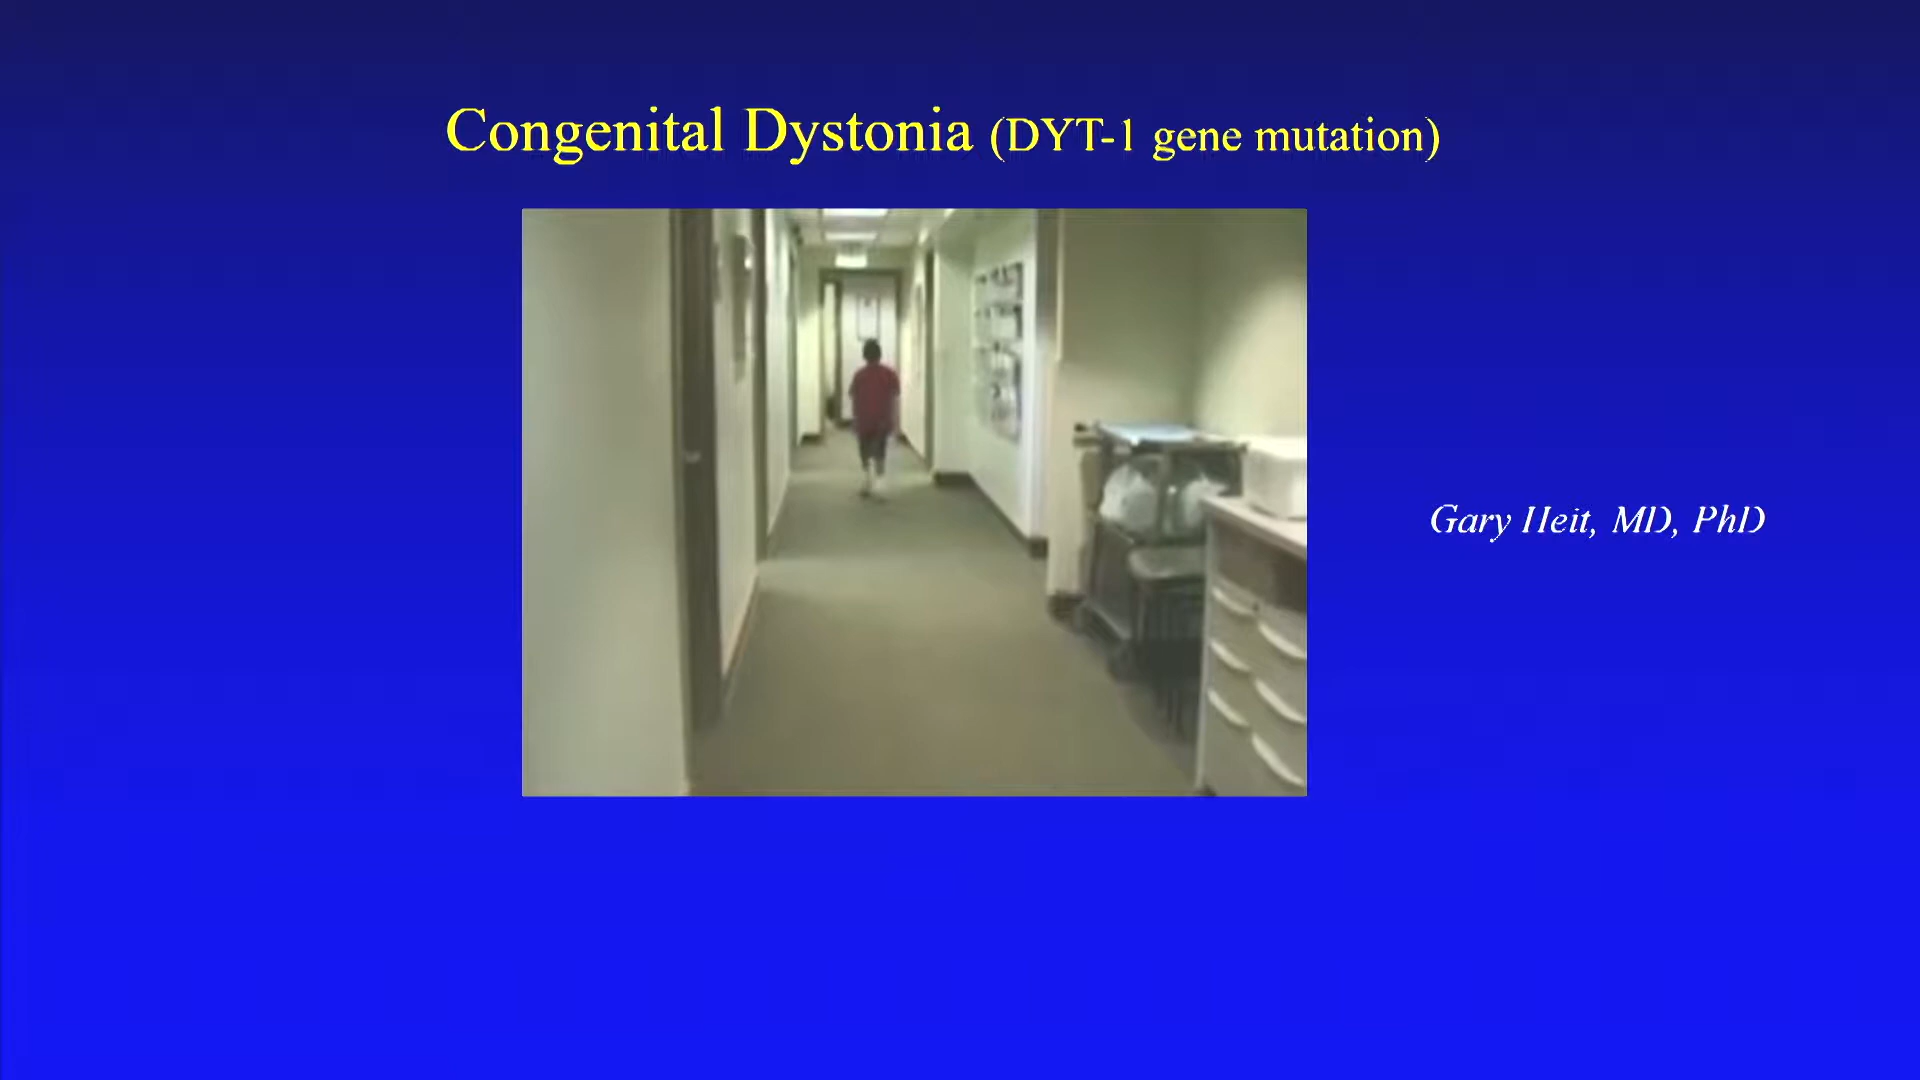 Congenital Dystonia (DYT-1 gene mutation)
Gary Heit, MD, PhD